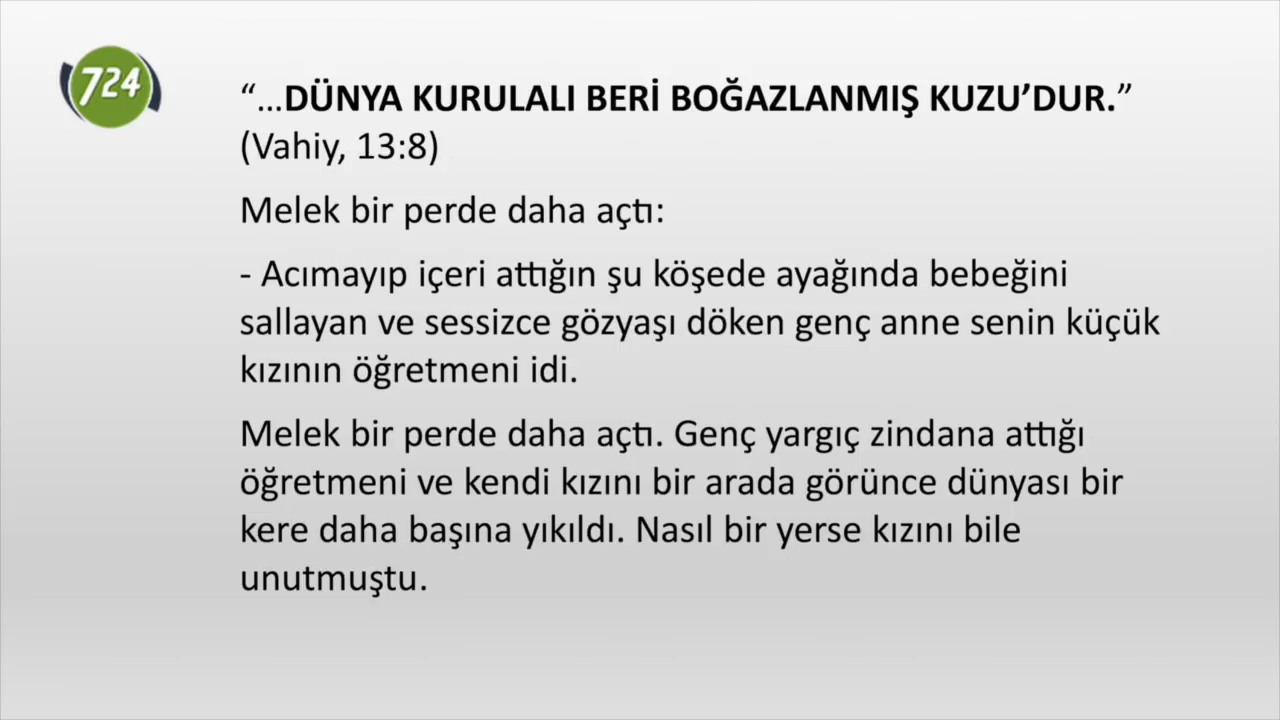 724
“...DÜNYA KURULALI BERİ BOĞAZLANMIŞ KUZU’DUR.”
(Vahiy, 13:8)
Melek bir perde daha açtı:
- Acımayıp içeri attığın şu köşede ayağında bebeğini
sallayan ve sessizce gözyaşı döken genç anne senin küçük
kızının öğretmeni idi.
Melek bir perde daha açtı. Genç yargıç zindana attığı
öğretmeni ve kendi kızını bir arada görünce dünyası bir
kere daha başına yıkıldı. Nasıl bir yerse kızını bile
unutmuştu.